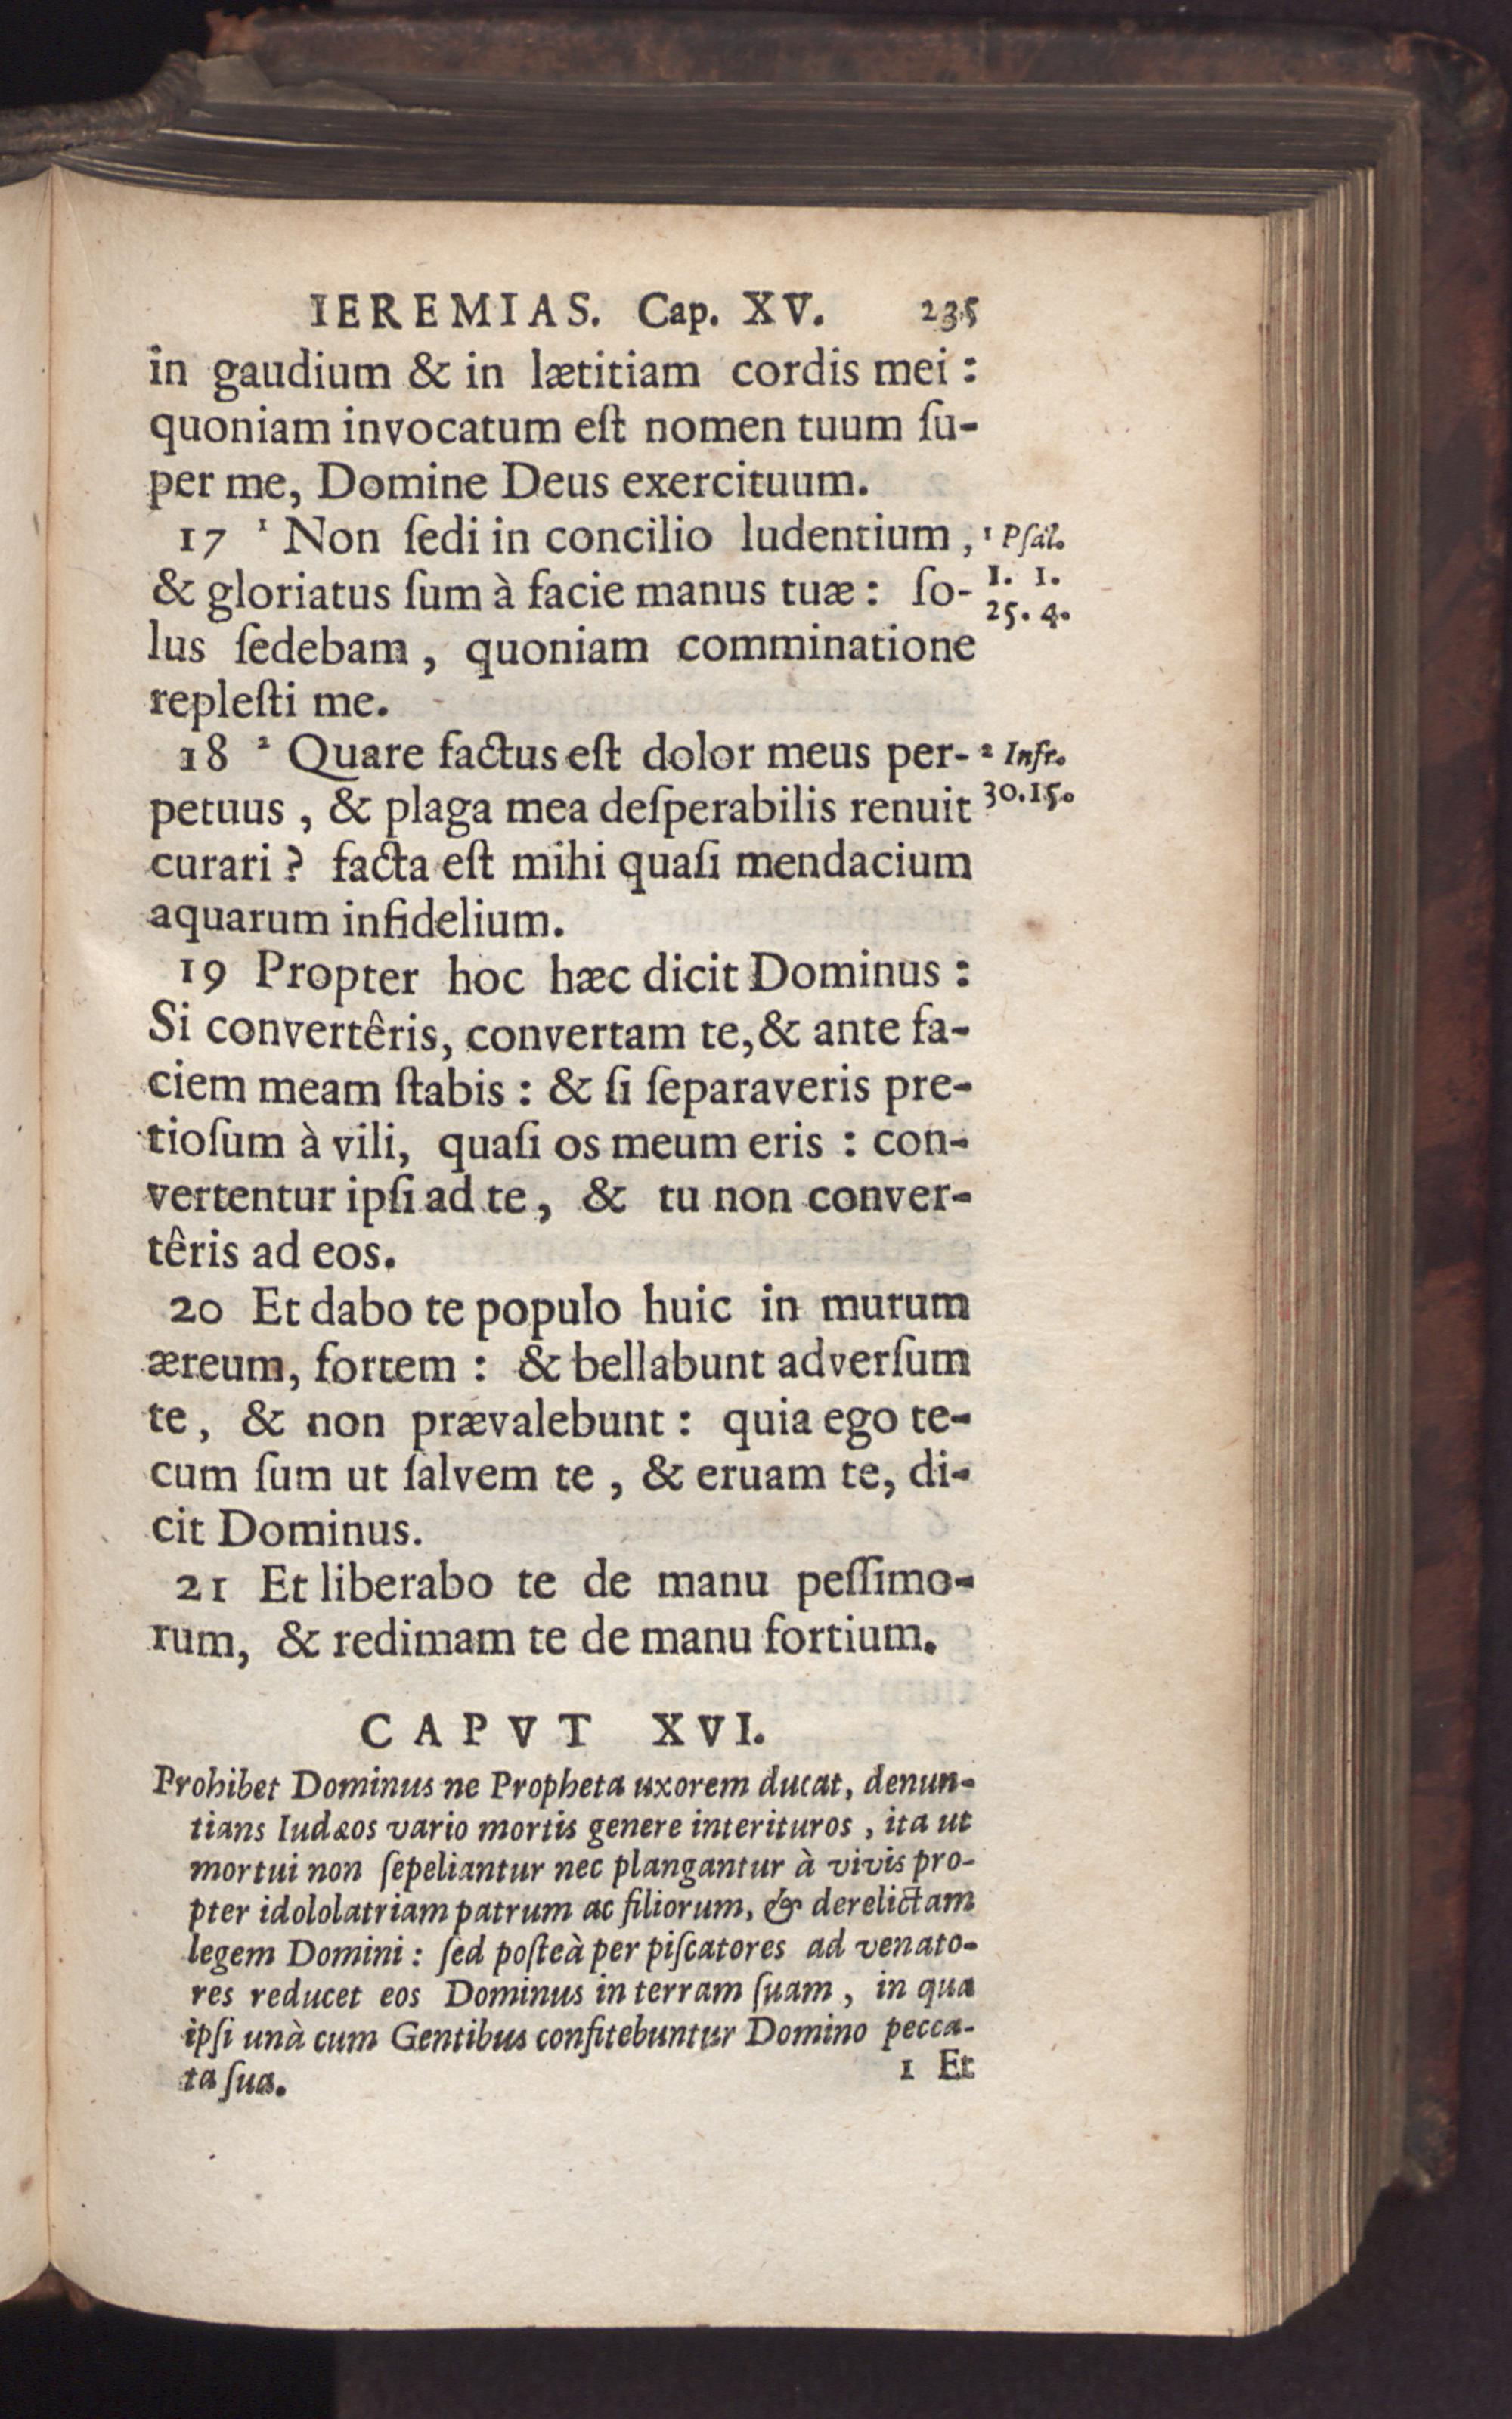 IEREMIAS. Cap. XV. 235
in gaudium & in lætitiam cordis mei :
quoniam invocatum eſt nomen tuum ſu-
per me, Domine Deus exercituum.
17 ¹ Non ſedi in concilio ludentium ,
¹ Pſal.
& gloriatus ſum à facie manus tuæ : ſo-
1. 1.
25. 4.
lus ſedebam , quoniam comminatione
repleſti me.
18 ² Quare factus eſt dolor meus per-
² Infr.
petuus , & plaga mea deſperabilis renuit
30.15.
curari ? facta eſt mihi quaſi mendacium
aquarum infidelium.
19 Propter hoc hæc dicit Dominus :
Si convertêris, convertam te,& ante fa-
ciem meam ſtabis : & ſi ſeparaveris pre-
tioſum à vili, quaſi os meum eris : con-
vertentur ipſi ad te, & tu non conver-
têris ad eos.
20 Et dabo te populo huic in murum
æreum, fortem : & bellabunt adverſum
te, & non prævalebunt : quia ego te-
cum ſum ut ſalvem te , & eruam te, di-
cit Dominus.
21 Et liberabo te de manu peſſimo-
rum, & redimam te de manu fortium.
CAPVT XVI.
Prohibet Dominus ne Propheta uxorem ducat, denun-
tians Iudæos vario mortis genere interituros , ita ut
mortui non ſepeliantur nec plangantur à vivis pro-
pter idololatriam patrum ac filiorum, & derelictam
legem Domini : ſed poſteà per piſcatores ad venato-
res reducet eos Dominus in terram ſuam , in qua
ipſi unà cum Gentibus confitebuntur Domino pecca-
ta ſua.
1 Et